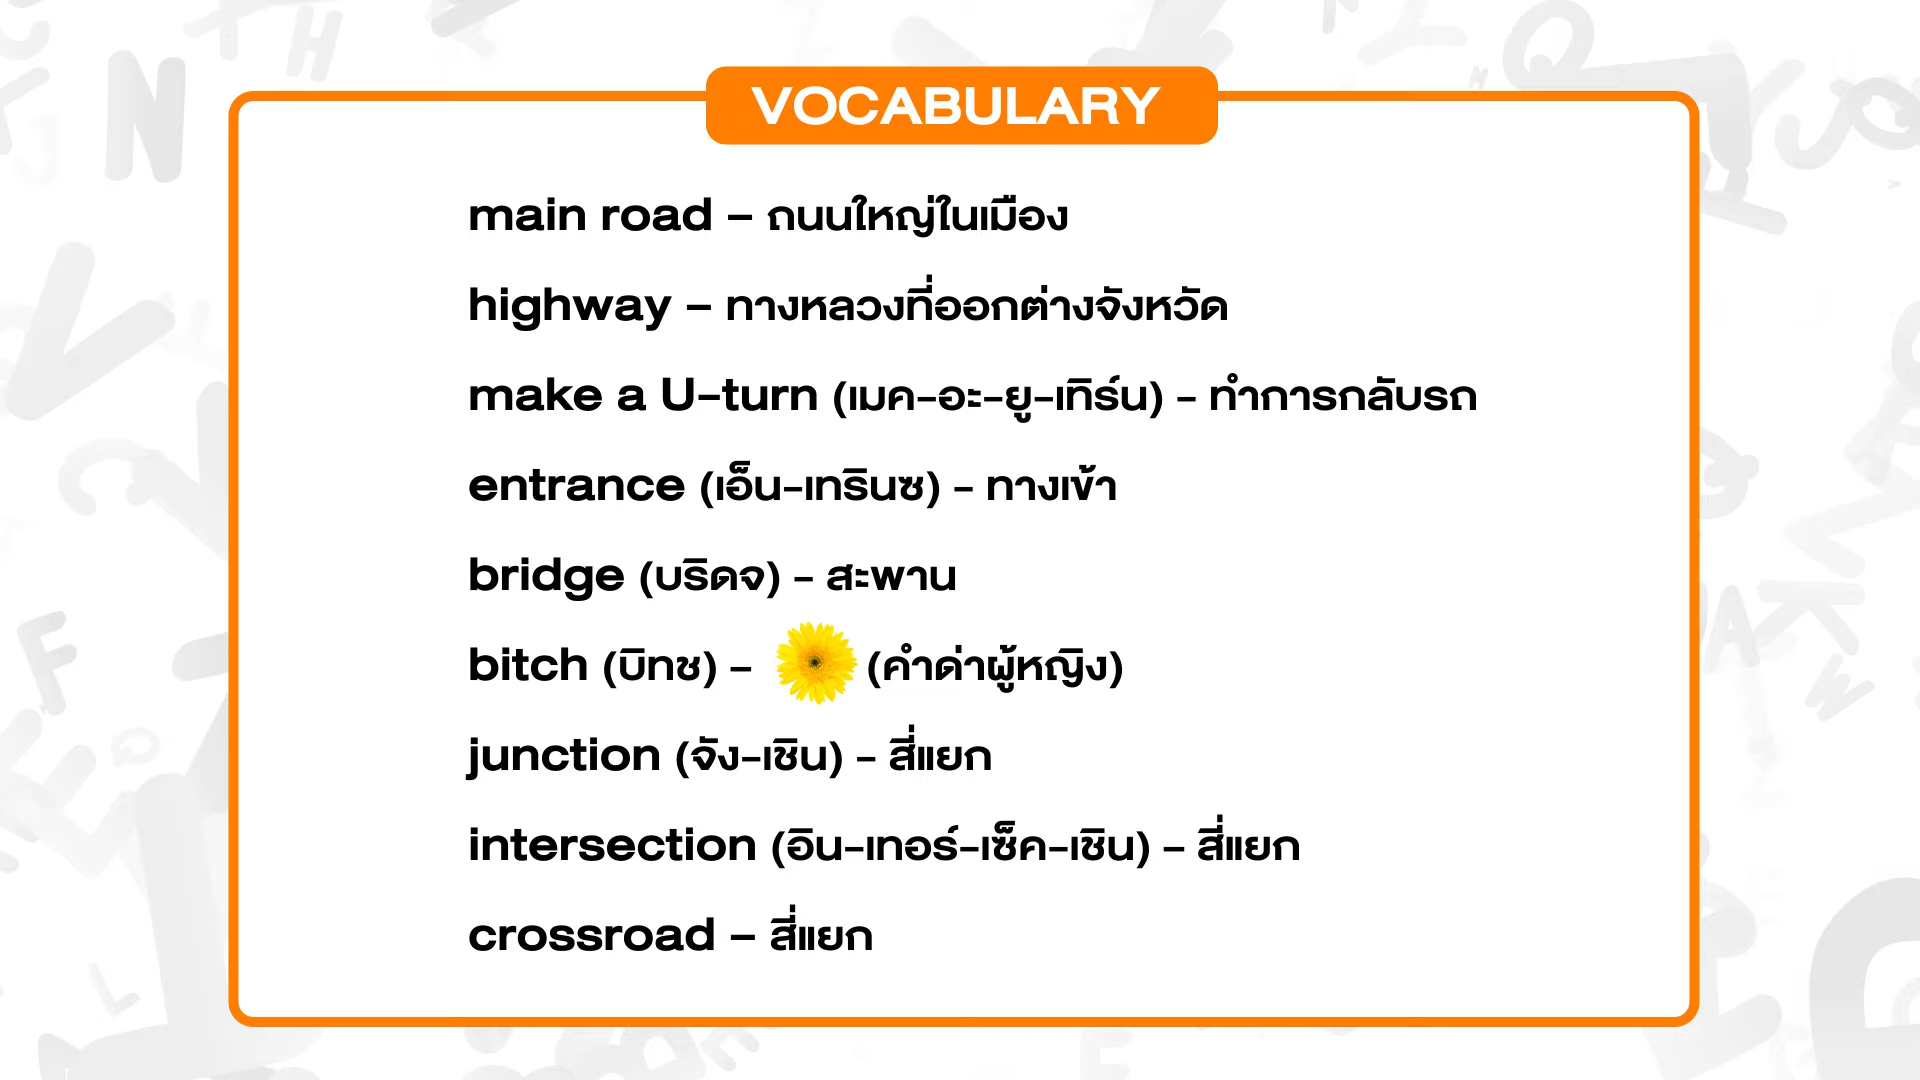 VOCABULARY
main road – ถนนใหญ่ในเมือง
highway – ทางหลวงที่ออกต่างจังหวัด
make a U-turn (เมค-อะ-ยู-เทิร์น) - ทำการกลับรถ
entrance (เอ็น-เทรินซ) - ทางเข้า
bridge (บริดจ) - สะพาน
bitch (บิทช) – (คำด่าผู้หญิง)
junction (จัง-เชิน) - สี่แยก
intersection (อิน-เทอร์-เซ็ค-เชิน) - สี่แยก
crossroad – สี่แยก